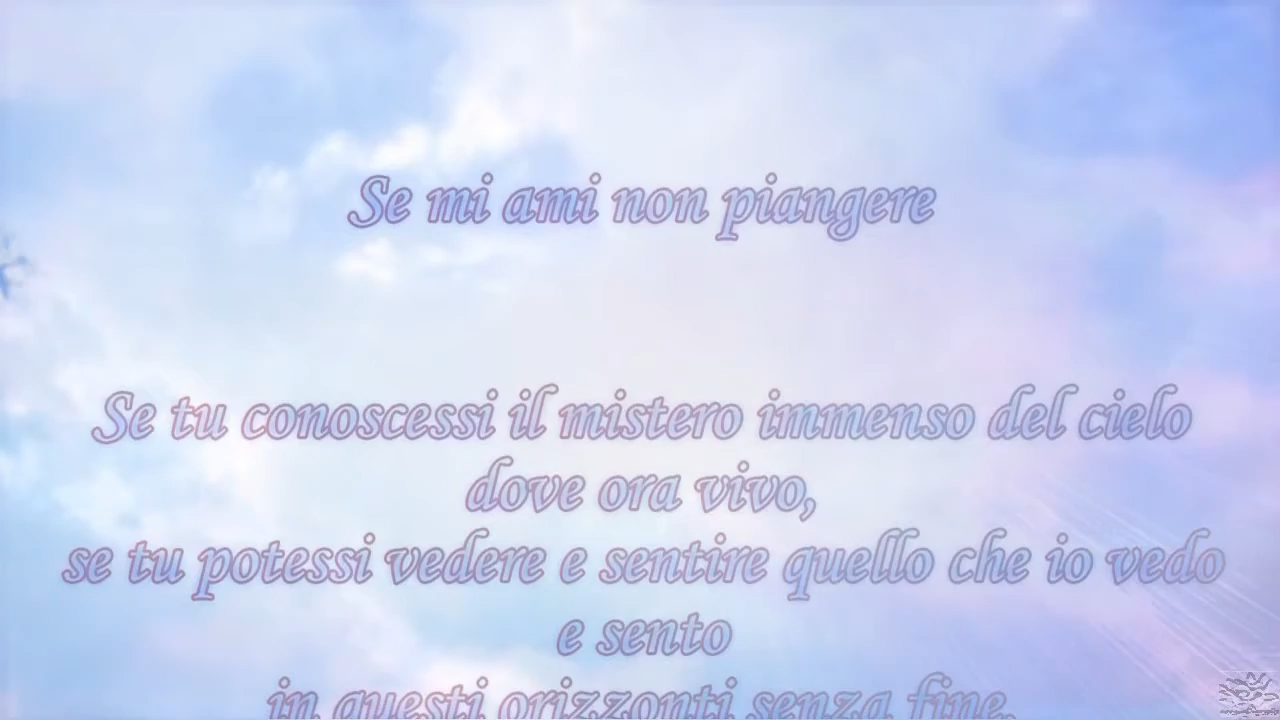 Se mi ami non piangere
Se tu conoscessi il mistero immenso del cielo
dove ora vivo,
se tu potessi vedere e sentire quello che io vedo
e sento
in questi orizzonti senza fine,